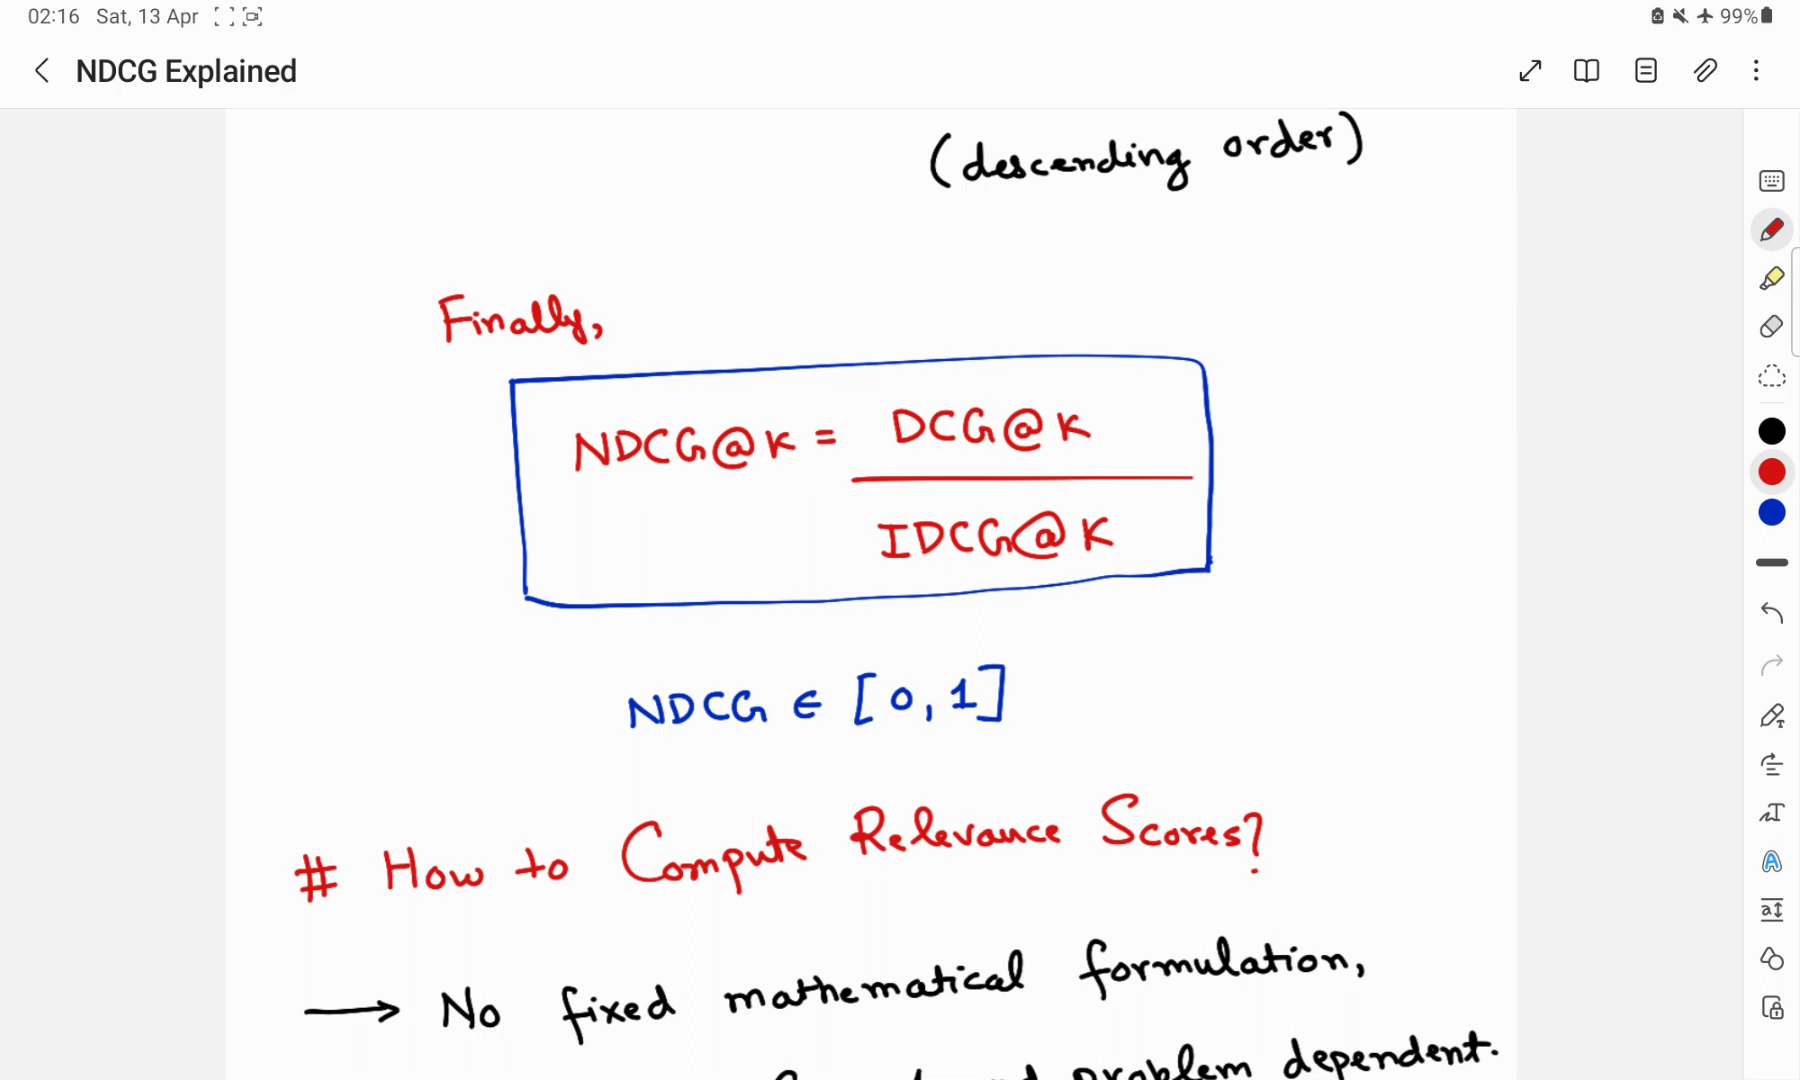 02:16 Sat, 13 Apr 99%
NDCG Explained
(descending order)
Finally,
NDCG@K = DCG@K
IDCG@K
NDCG ∈ [0, 1]
# How to Compute Relevance Scores?
→ No fixed mathematical formulation,
problem dependent.